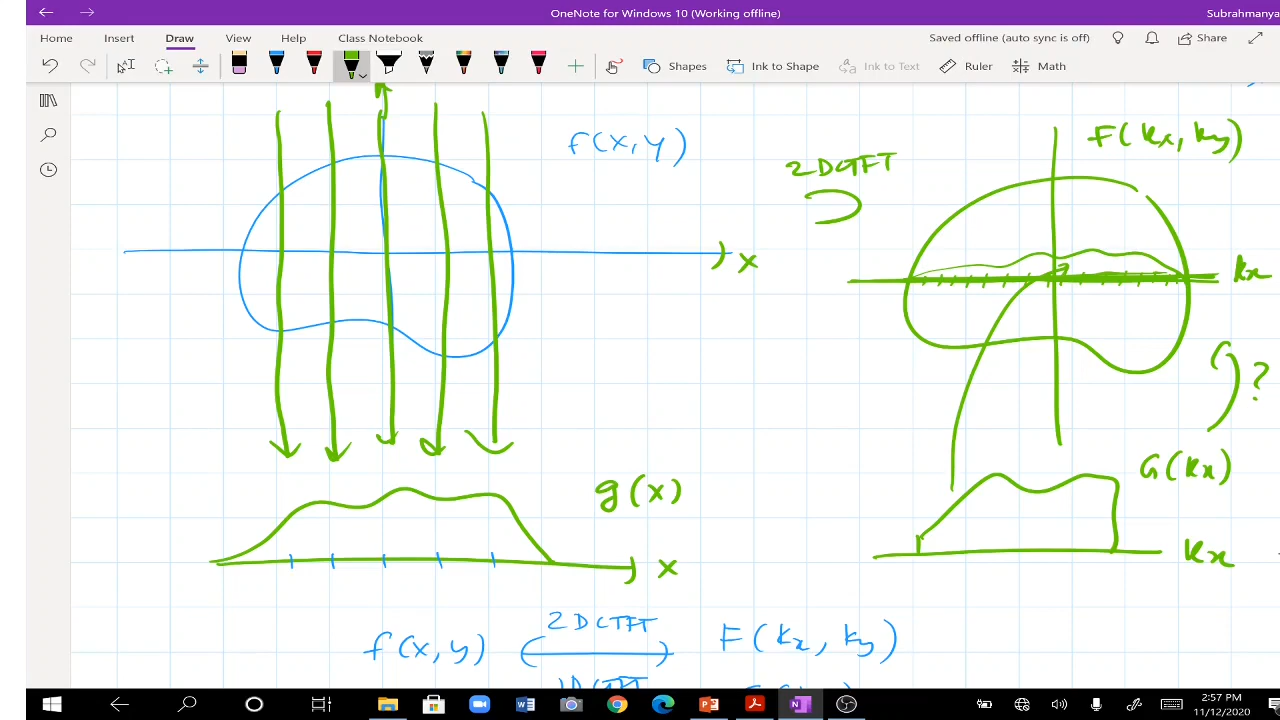 OneNote for Windows 10 (Working offline)
Subrahmanya
Home Insert Draw View Help Class Notebook
Saved offline (auto sync is off) Share
Shapes Ink to Shape Ink to Text Ruler Math
f(x,y)
2DCTFT
F(kx, ky)
x
kx
?
g(x)
G(kx)
x
kx
f(x,y) 2DCTFT F(kx, ky)
1DCTFT
2:57 PM
11/12/2020